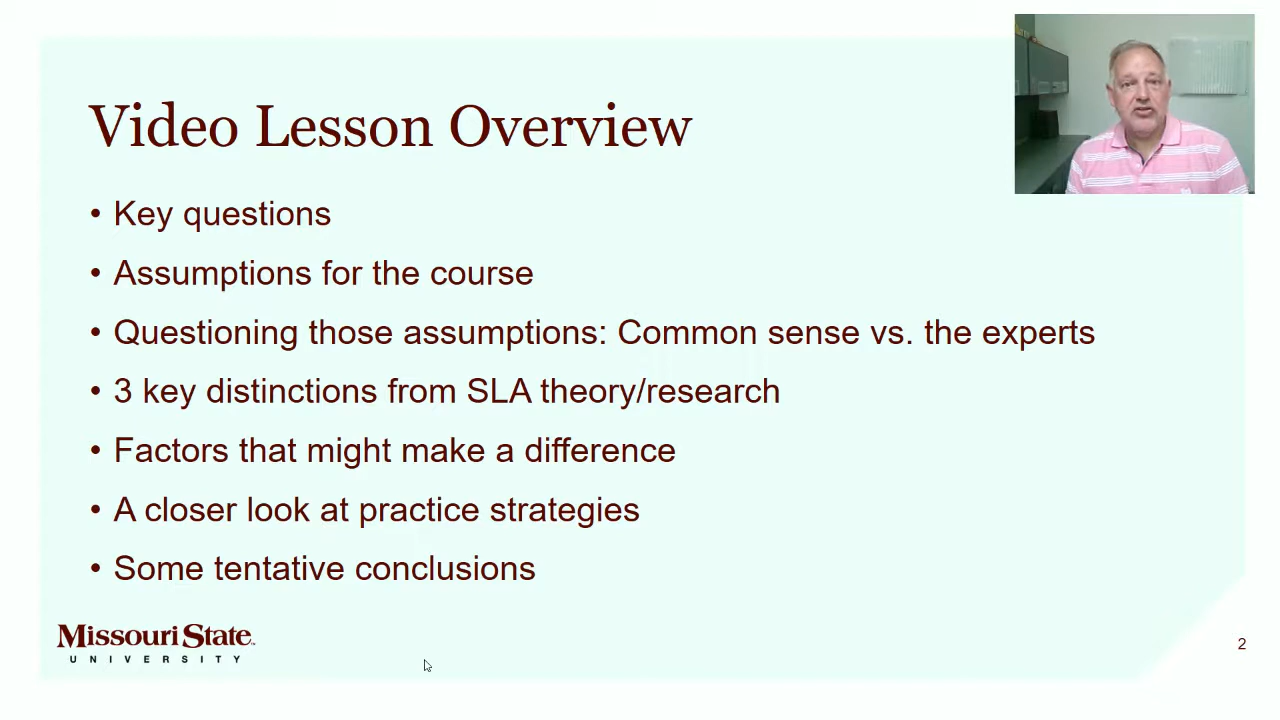 Video Lesson Overview
• Key questions
• Assumptions for the course
• Questioning those assumptions: Common sense vs. the experts
• 3 key distinctions from SLA theory/research
• Factors that might make a difference
• A closer look at practice strategies
• Some tentative conclusions
Missouri State
UNIVERSITY
2